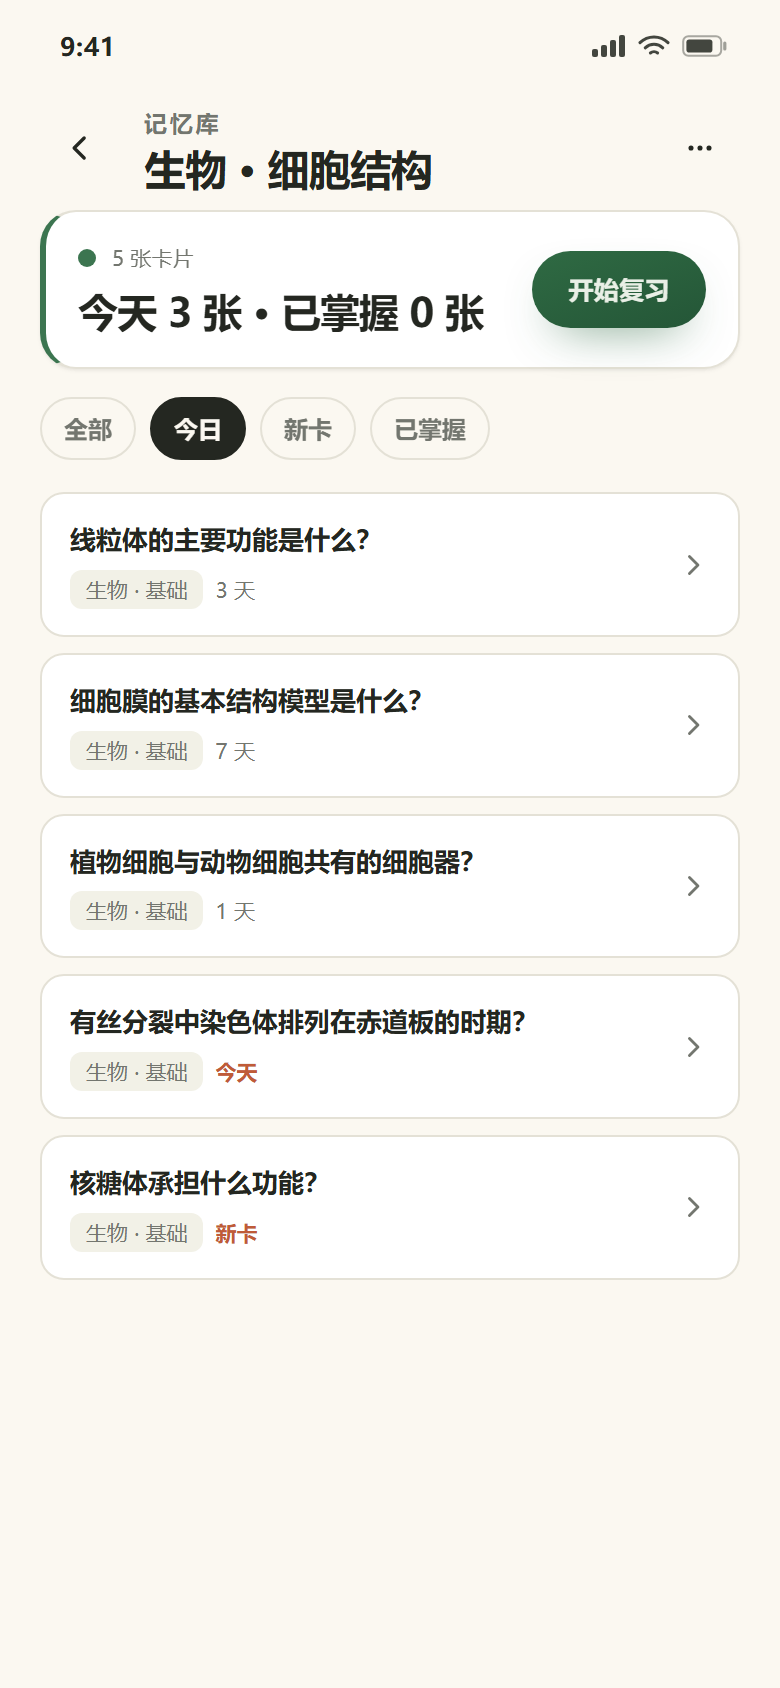 9:41
记忆库
生物 · 细胞结构
5 张卡片
今天 3 张 · 已掌握 0 张
开始复习
全部 今日 新卡 已掌握
线粒体的主要功能是什么？
生物 · 基础 3 天
细胞膜的基本结构模型是什么？
生物 · 基础 7 天
植物细胞与动物细胞共有的细胞器？
生物 · 基础 1 天
有丝分裂中染色体排列在赤道板的时期？
生物 · 基础 今天
核糖体承担什么功能？
生物 · 基础 新卡